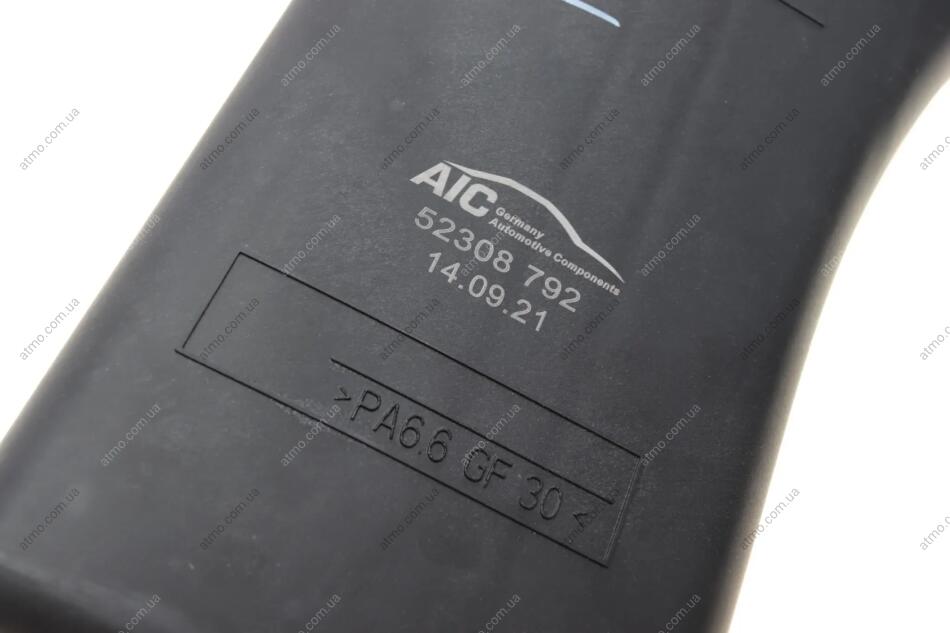 AIC
Germany
Automotive Components
52308 792
14.09.21
>PA6.6 GF 30<
atmo.com.ua